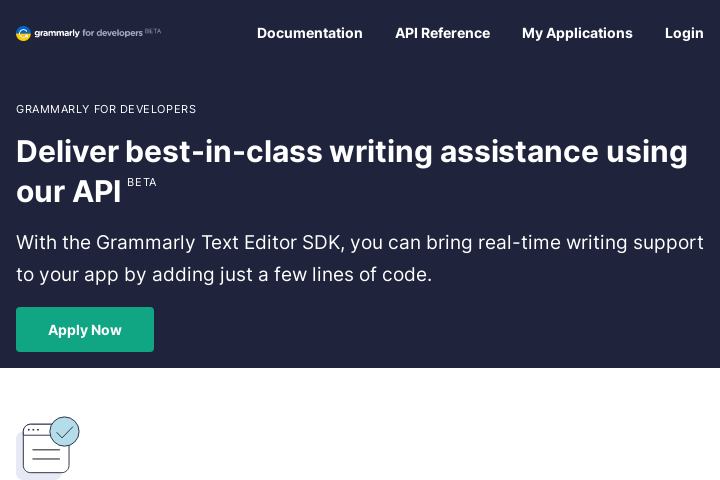 grammarly for developers BETA
Documentation
API Reference
My Applications
Login
GRAMMARLY FOR DEVELOPERS
Deliver best-in-class writing assistance using
our API BETA
With the Grammarly Text Editor SDK, you can bring real-time writing support
to your app by adding just a few lines of code.
Apply Now